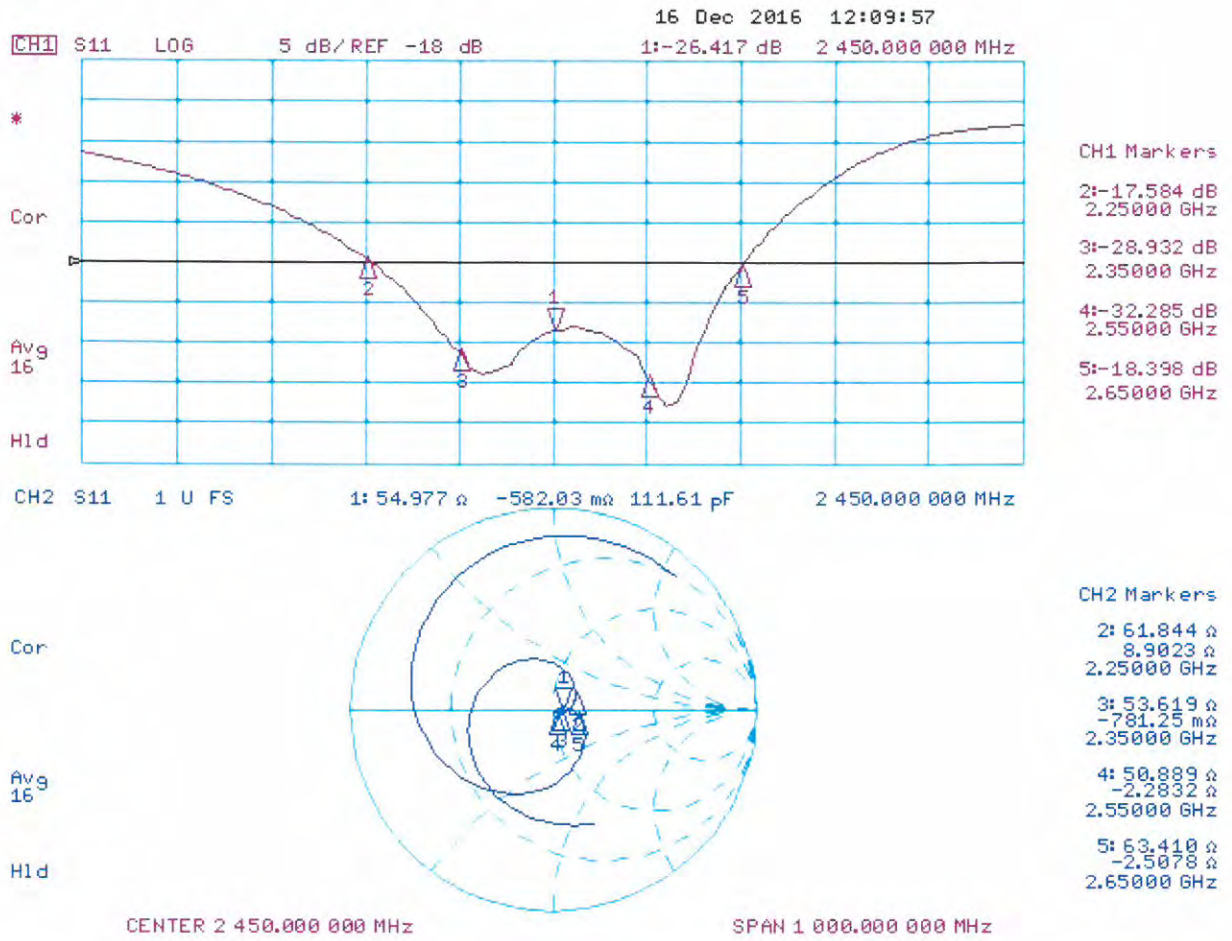 16 Dec 2016 12:09:57
CH1 S11 LOG 5 dB/REF -18 dB 1:-26.417 dB 2 450.000 000 MHz
*
Cor
Avg
16
Hld
1
2
3
4
5
CH1 Markers
2:-17.584 dB
2.25000 GHz
3:-28.932 dB
2.35000 GHz
4:-32.285 dB
2.55000 GHz
5:-18.398 dB
2.65000 GHz
CH2 S11 1 U FS 1: 54.977 Ω -582.03 mΩ 111.61 pF 2 450.000 000 MHz
Cor
Avg
16
Hld
1
4
3
5
CH2 Markers
2: 61.844 Ω
8.9023 Ω
2.25000 GHz
3: 53.619 Ω
-781.25 mΩ
2.35000 GHz
4: 50.889 Ω
-2.2832 Ω
2.55000 GHz
5: 63.410 Ω
-2.5078 Ω
2.65000 GHz
CENTER 2 450.000 000 MHz SPAN 1 000.000 000 MHz